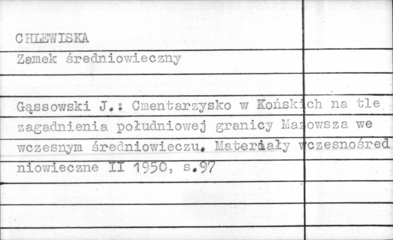 CHLEWISKA
Zamek średniowieczny
Gąssowski J.: Cmentarzysko w Końskich na tle
zagadnienia południowej granicy Mazowsza we
wczesnym średniowieczu. Materiały wczesnośred
niowieczne II 1950, s.97